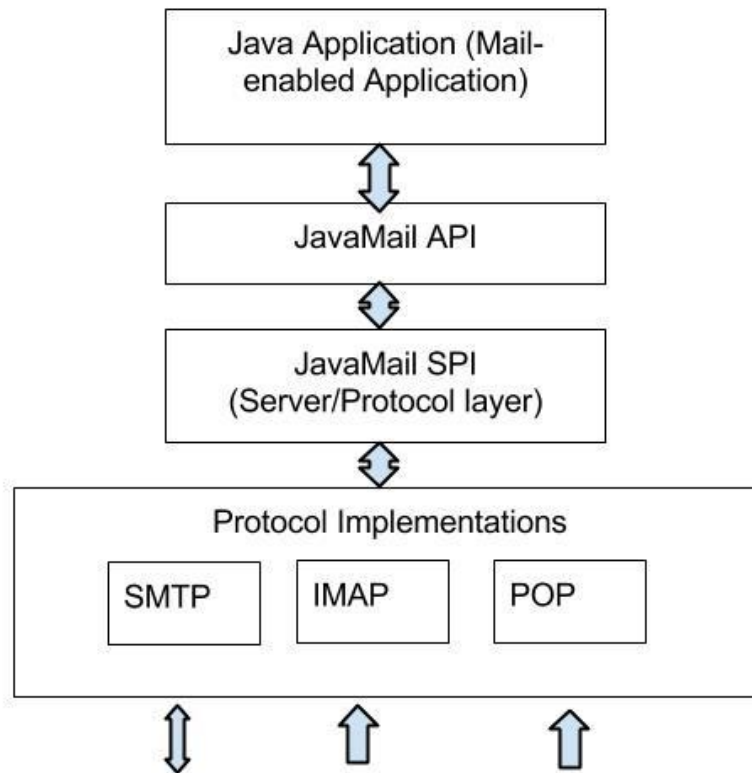 Java Application (Mail-
enabled Application)
JavaMail API
JavaMail SPI
(Server/Protocol layer)
Protocol Implementations
SMTP
IMAP
POP